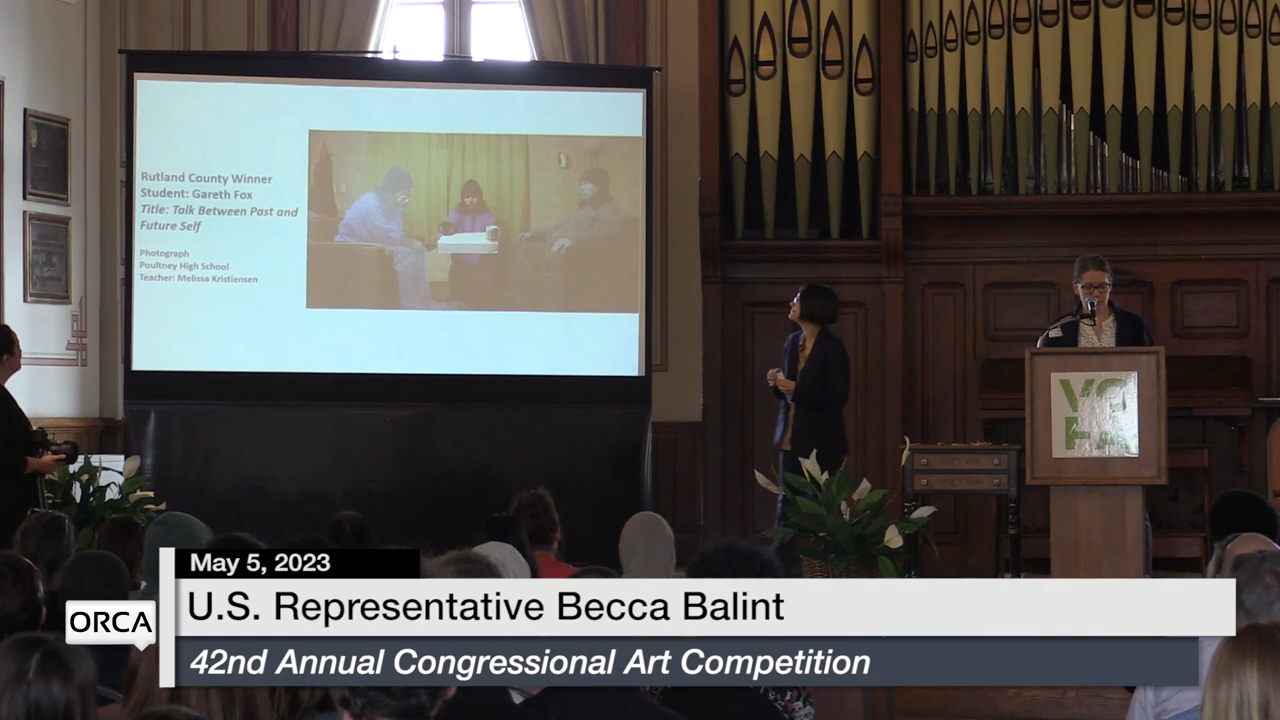 Rutland County Winner
Student: Gareth Fox
Title: Talk Between Past and
Future Self
Photograph
Poultney High School
Teacher: Melissa Kristiensen
May 5, 2023
ORCA
U.S. Representative Becca Balint
42nd Annual Congressional Art Competition